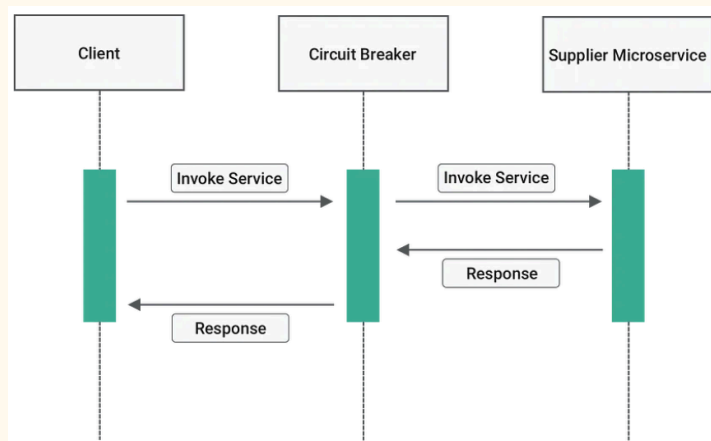 Client
Circuit Breaker
Supplier Microservice
Invoke Service
Invoke Service
Response
Response